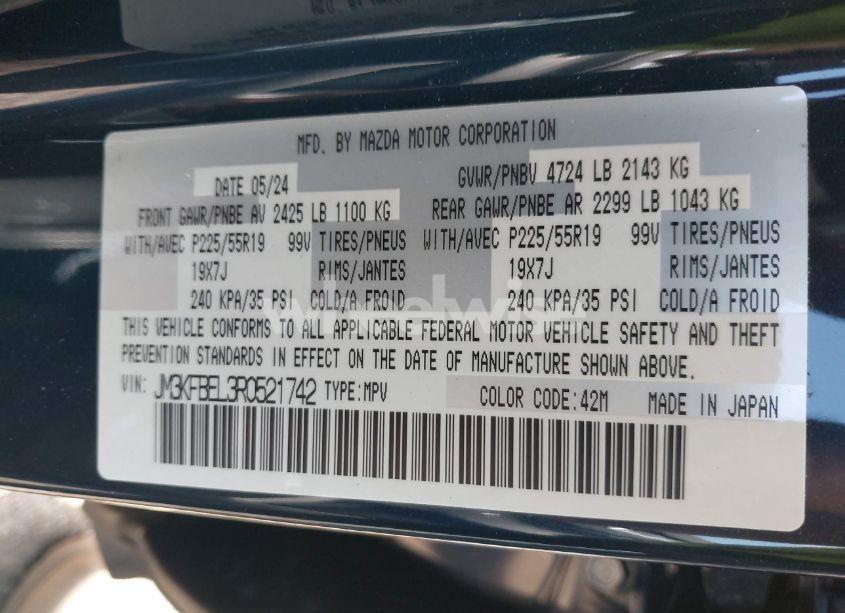 MFD. BY MAZDA MOTOR CORPORATION
DATE 05/24 GVWR/PNBV 4724 LB 2143 KG
FRONT GAWR/PNBE AV 2425 LB 1100 KG REAR GAWR/PNBE AR 2299 LB 1043 KG
WITH/AVEC P225/55R19 99V TIRES/PNEUS WITH/AVEC P225/55R19 99V TIRES/PNEUS
19X7J RIMS/JANTES 19X7J RIMS/JANTES
240 KPA/35 PSI COLD/A FROID 240 KPA/35 PSI COLD/A FROID
THIS VEHICLE CONFORMS TO ALL APPLICABLE FEDERAL MOTOR VEHICLE SAFETY AND THEFT
PREVENTION STANDARDS IN EFFECT ON THE DATE OF MANUFACTURE SHOWN ABOVE.
VIN: JM3KFBEL3R0521742 TYPE:MPV COLOR CODE:42M MADE IN JAPAN